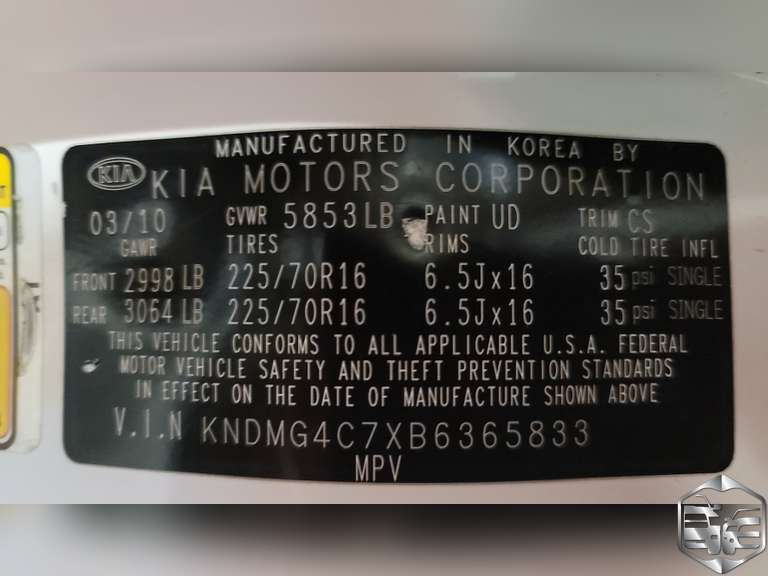 MANUFACTURED IN KOREA BY
KIA KIA MOTORS CORPORATION
03/10 GVWR 5853LB PAINT UD TRIM CS
GAWR TIRES RIMS COLD TIRE INFL
FRONT 2998 LB 225/70R16 6.5Jx16 35 psi SINGLE
REAR 3064 LB 225/70R16 6.5Jx16 35 psi SINGLE
THIS VEHICLE CONFORMS TO ALL APPLICABLE U.S.A. FEDERAL
MOTOR VEHICLE SAFETY AND THEFT PREVENTION STANDARDS
IN EFFECT ON THE DATE OF MANUFACTURE SHOWN ABOVE
V.I.N KNDMG4C7XB6365833
MPV